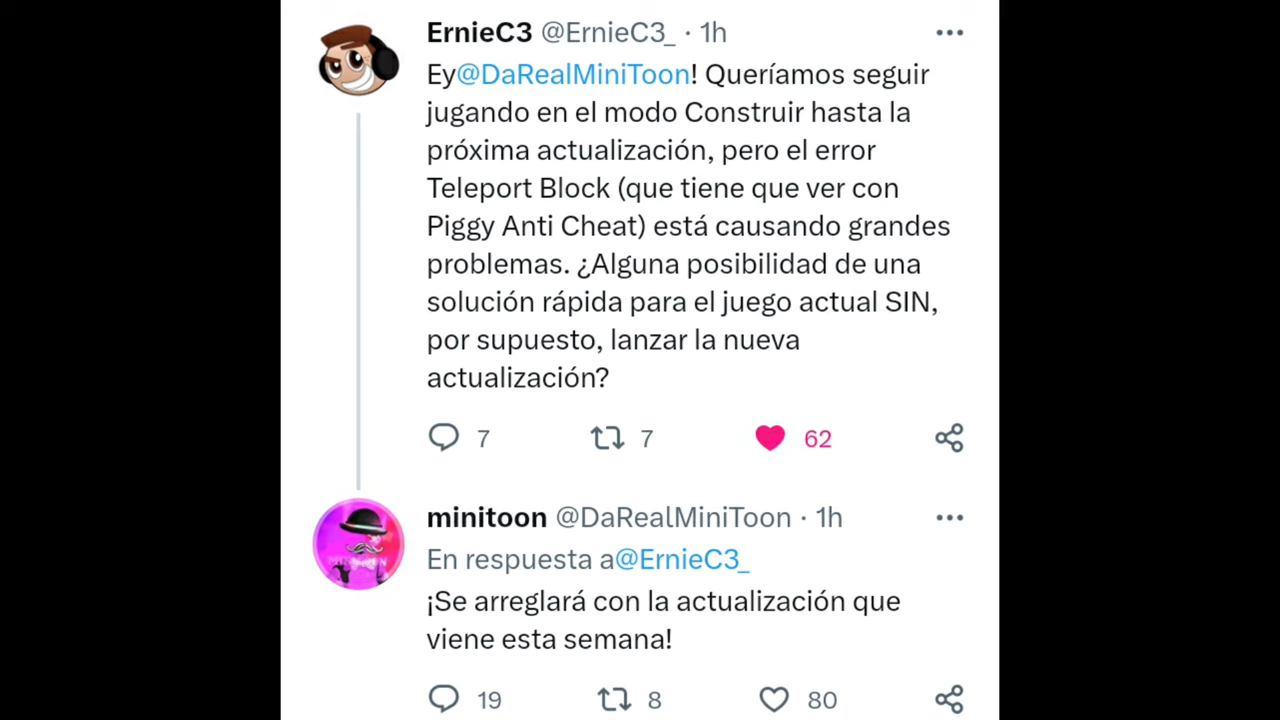 ErnieC3 @ErnieC3_ · 1h
Ey@DaRealMiniToon! Queríamos seguir
jugando en el modo Construir hasta la
próxima actualización, pero el error
Teleport Block (que tiene que ver con
Piggy Anti Cheat) está causando grandes
problemas. ¿Alguna posibilidad de una
solución rápida para el juego actual SIN,
por supuesto, lanzar la nueva
actualización?
7 7 62
minitoon @DaRealMiniToon · 1h
En respuesta a@ErnieC3_
¡Se arreglará con la actualización que
viene esta semana!
19 8 80